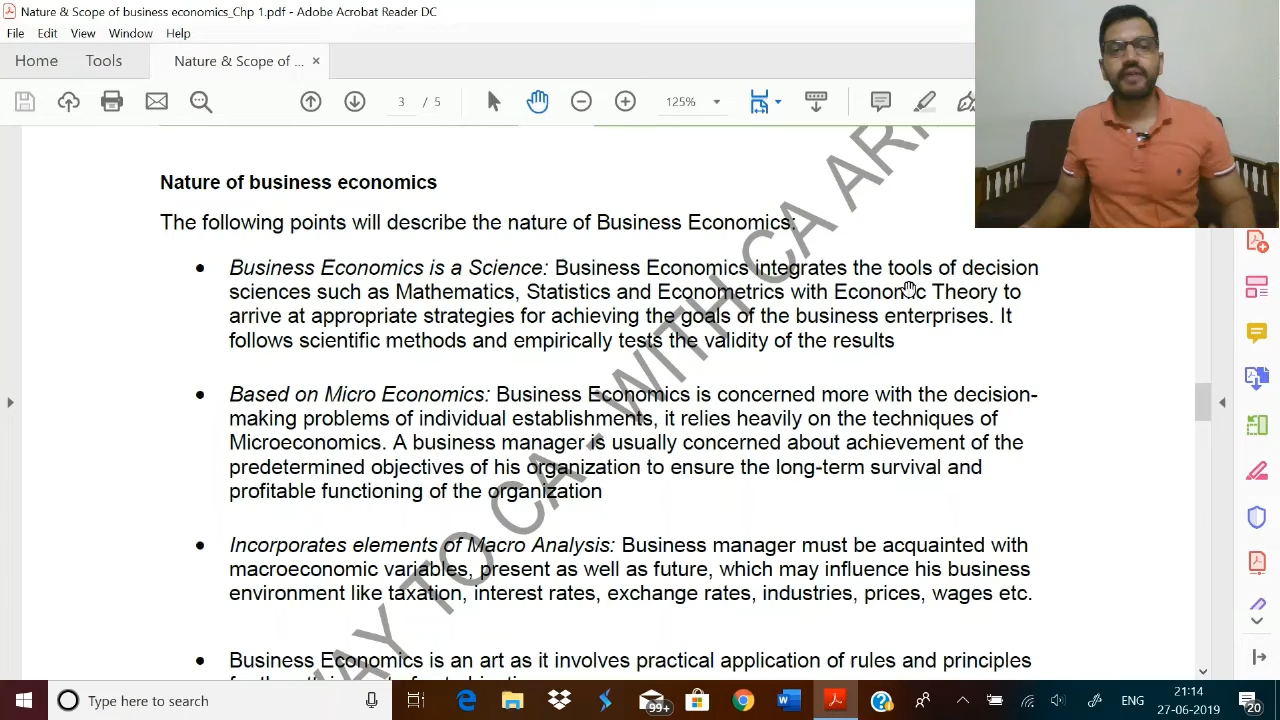 Nature & Scope of business economics_Chp 1.pdf - Adobe Acrobat Reader DC
File Edit View Window Help
Home Tools Nature & Scope of ... ×
3 / 5 125%
Nature of business economics
The following points will describe the nature of Business Economics:
• Business Economics is a Science: Business Economics integrates the tools of decision
sciences such as Mathematics, Statistics and Econometrics with Economic Theory to
arrive at appropriate strategies for achieving the goals of the business enterprises. It
follows scientific methods and empirically tests the validity of the results
• Based on Micro Economics: Business Economics is concerned more with the decision-
making problems of individual establishments, it relies heavily on the techniques of
Microeconomics. A business manager is usually concerned about achievement of the
predetermined objectives of his organization to ensure the long-term survival and
profitable functioning of the organization
• Incorporates elements of Macro Analysis: Business manager must be acquainted with
macroeconomic variables, present as well as future, which may influence his business
environment like taxation, interest rates, exchange rates, industries, prices, wages etc.
• Business Economics is an art as it involves practical application of rules and principles
WAY TO CA - WITH CA
Type here to search
99+
ENG
21:14
27-06-2019
20